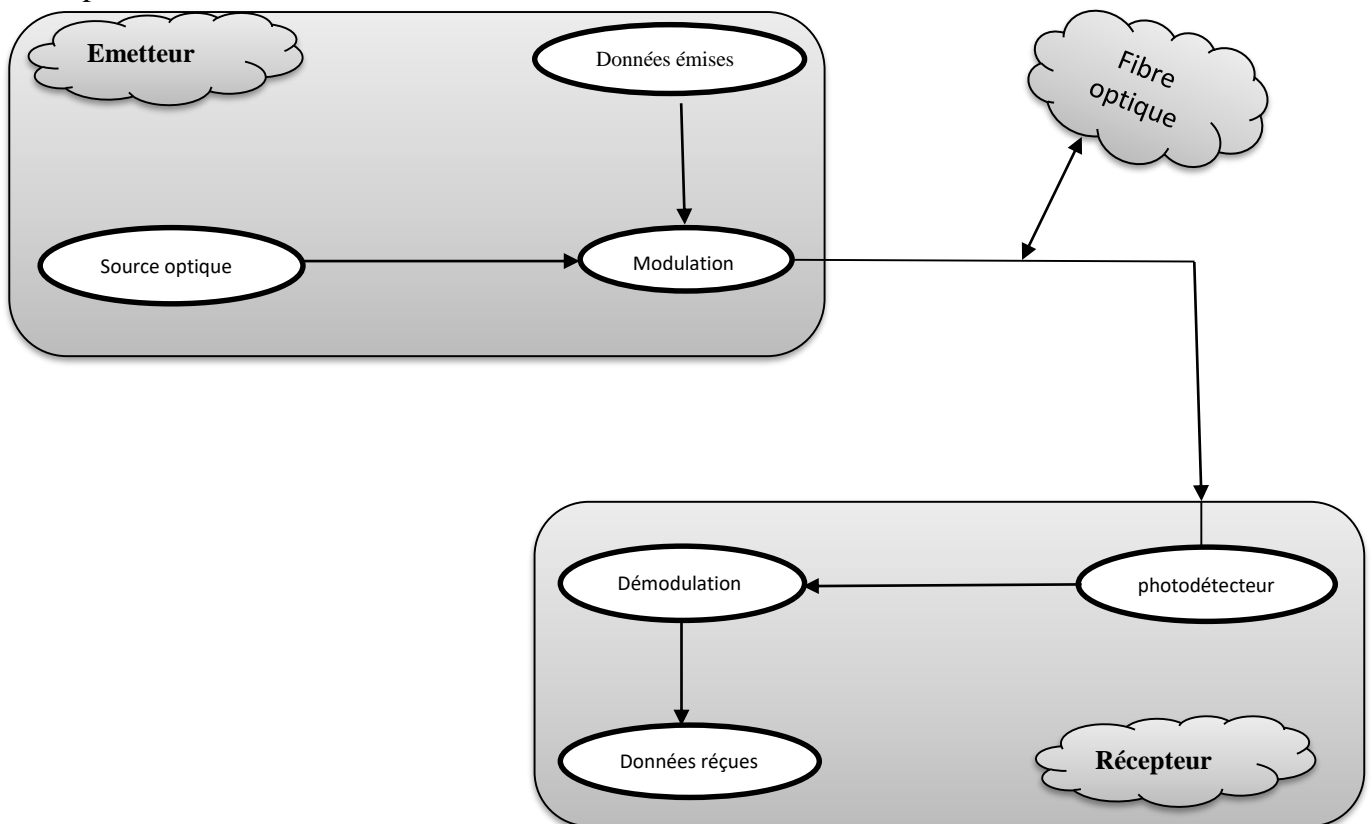 Emetteur
Données émises
Fibre
optique
Source optique
Modulation
Démodulation
photodétecteur
Données réçues
Récepteur